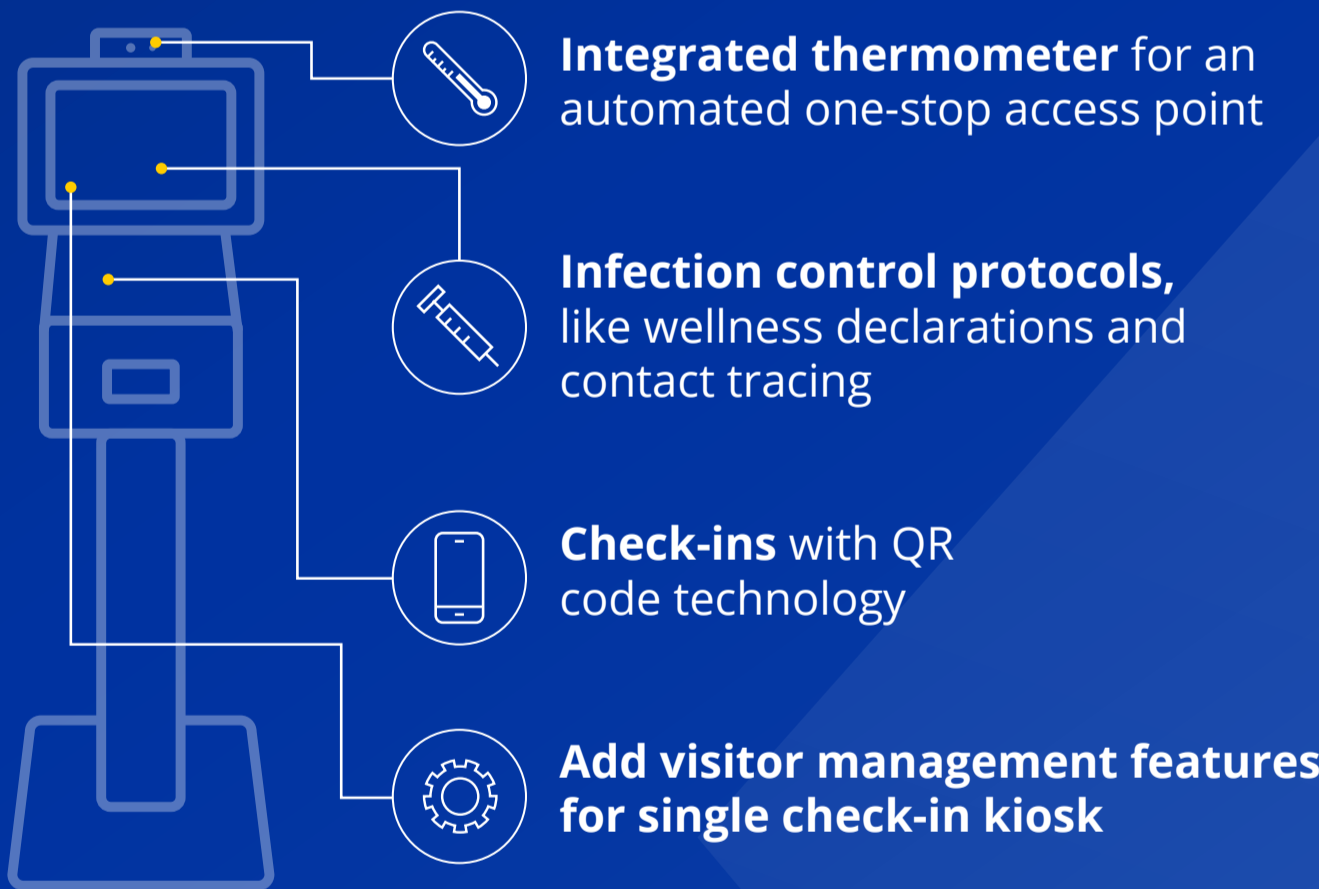 Integrated thermometer for an
automated one-stop access point
Infection control protocols,
like wellness declarations and
contact tracing
Check-ins with QR
code technology
Add visitor management features
for single check-in kiosk